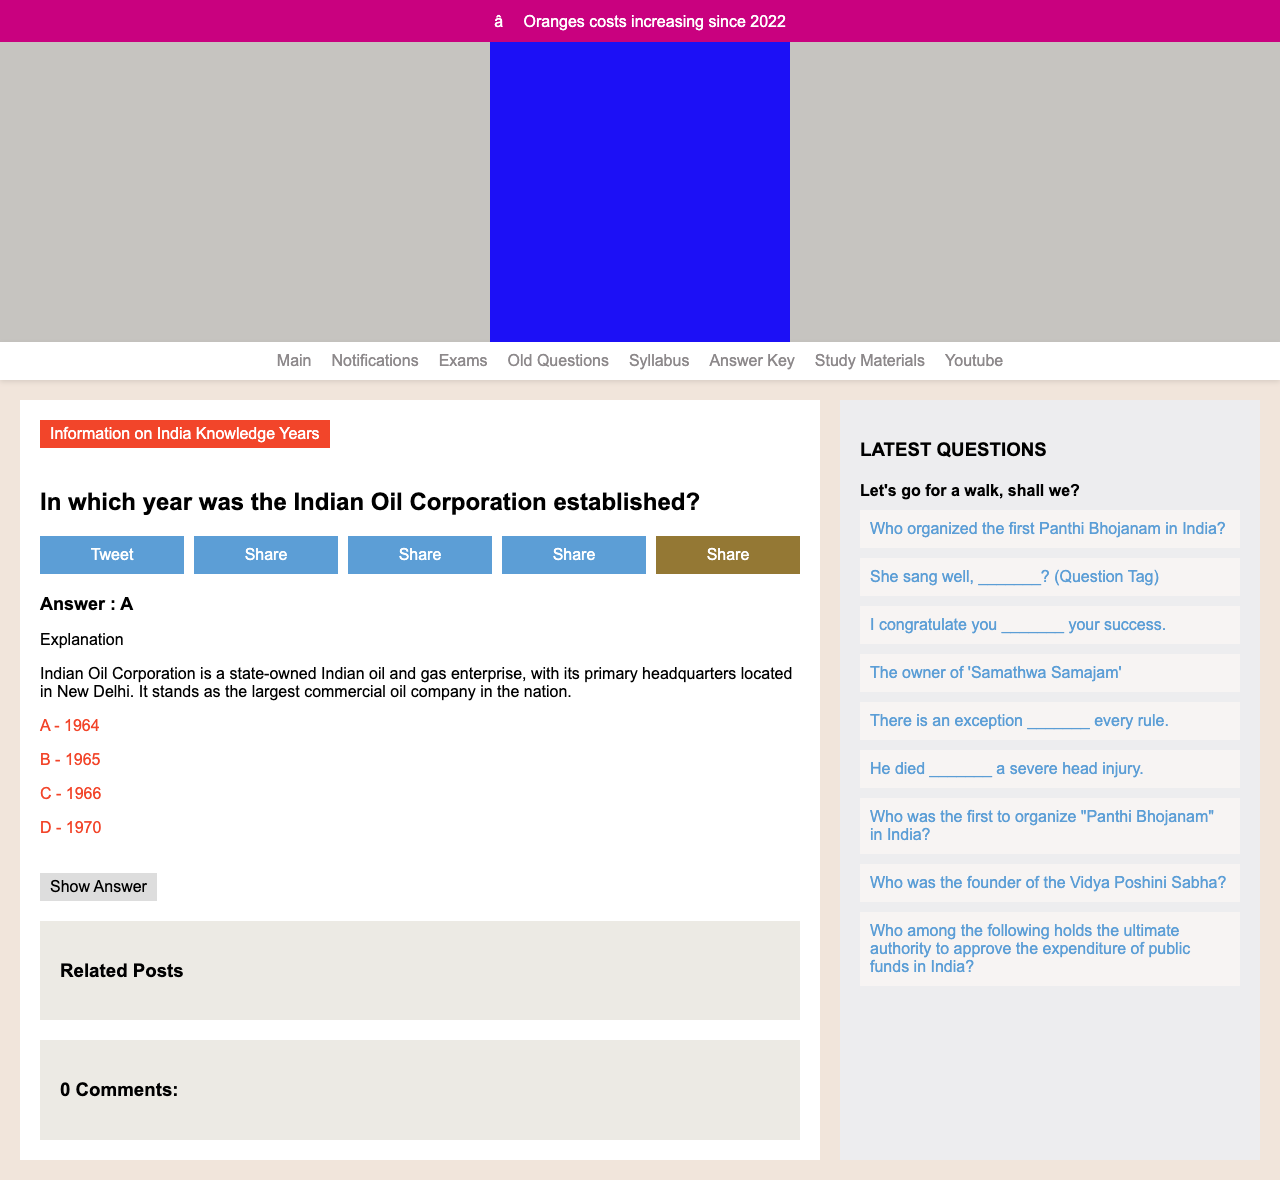 â Oranges costs increasing since 2022
Main Notifications Exams Old Questions Syllabus Answer Key Study Materials Youtube
Information on India Knowledge Years
In which year was the Indian Oil Corporation established?
Tweet Share Share Share Share
Answer : A
Explanation
Indian Oil Corporation is a state-owned Indian oil and gas enterprise, with its primary headquarters located
in New Delhi. It stands as the largest commercial oil company in the nation.
A - 1964
B - 1965
C - 1966
D - 1970
Show Answer
Related Posts
0 Comments:
LATEST QUESTIONS
Let's go for a walk, shall we?
Who organized the first Panthi Bhojanam in India?
She sang well, _______? (Question Tag)
I congratulate you _______ your success.
The owner of 'Samathwa Samajam'
There is an exception _______ every rule.
He died _______ a severe head injury.
Who was the first to organize "Panthi Bhojanam"
in India?
Who was the founder of the Vidya Poshini Sabha?
Who among the following holds the ultimate
authority to approve the expenditure of public
funds in India?